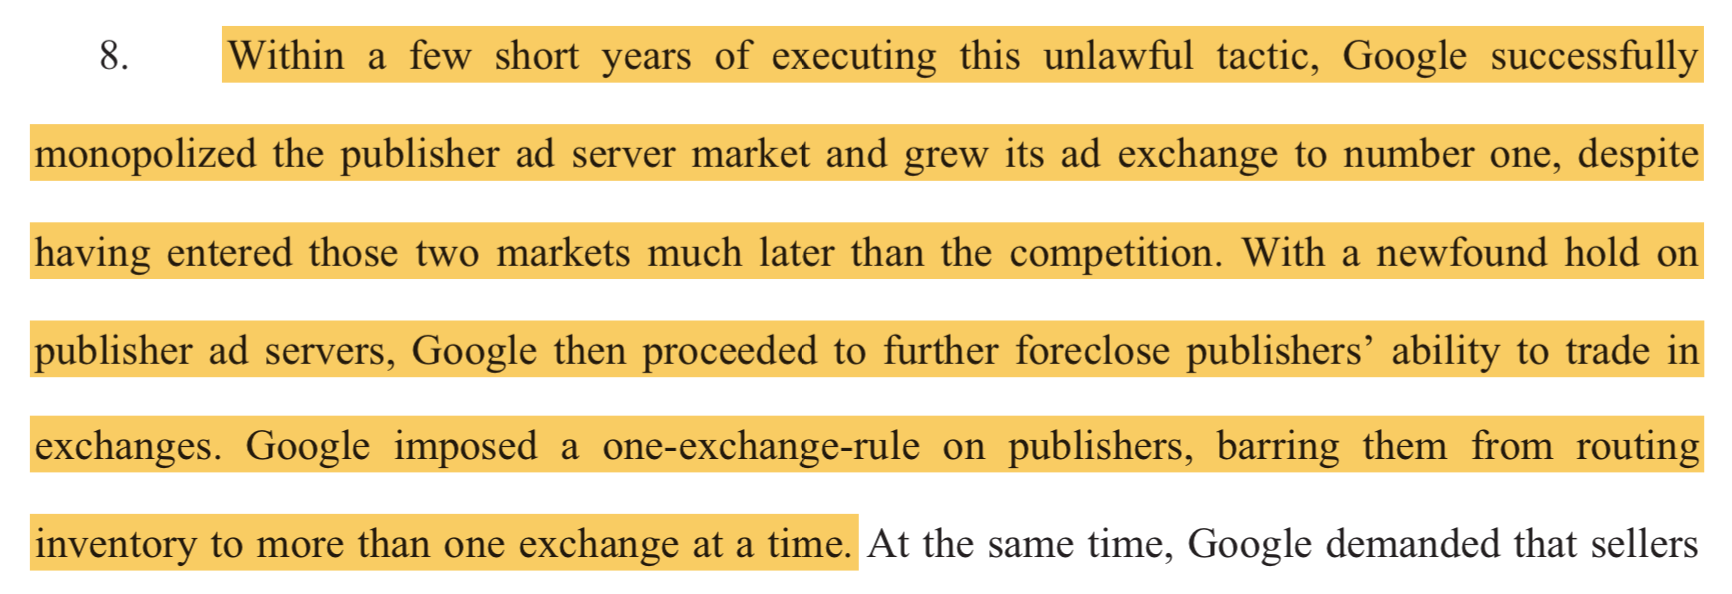 8. Within a few short years of executing this unlawful tactic, Google successfully
monopolized the publisher ad server market and grew its ad exchange to number one, despite
having entered those two markets much later than the competition. With a newfound hold on
publisher ad servers, Google then proceeded to further foreclose publishers’ ability to trade in
exchanges. Google imposed a one-exchange-rule on publishers, barring them from routing
inventory to more than one exchange at a time. At the same time, Google demanded that sellers